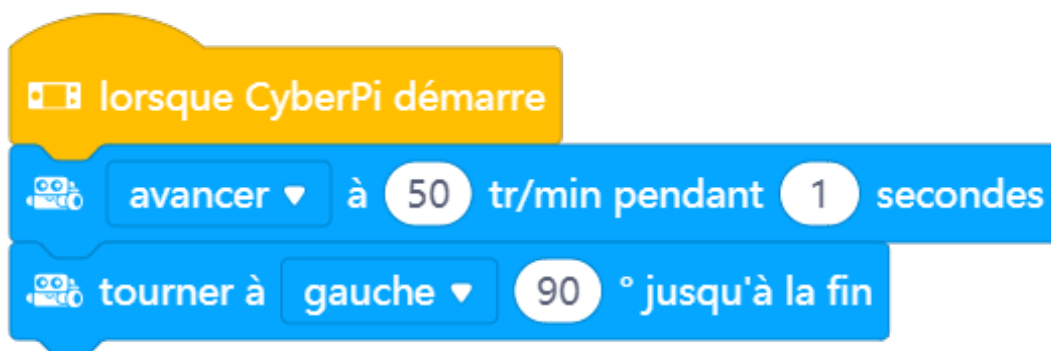 lorsque CyberPi démarre
avancer à 50 tr/min pendant 1 secondes
tourner à gauche 90 ° jusqu'à la fin